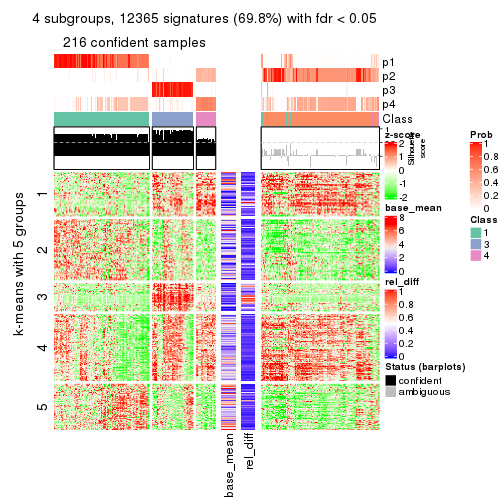 4 subgroups, 12365 signatures (69.8%) with fdr < 0.05
216 confident samples
p1
p2
p3
p4
Class
1
Silhouette
score
k-means with 5 groups
1
2
3
4
5
base_mean
rel_diff
z-score
2
1
0
-1
-2
base_mean
8
6
4
2
0
rel_diff
1
0.8
0.6
0.4
0.2
0
Status (barplots)
confident
ambiguous
Prob
1
0.8
0.6
0.4
0.2
0
Class
1
3
4